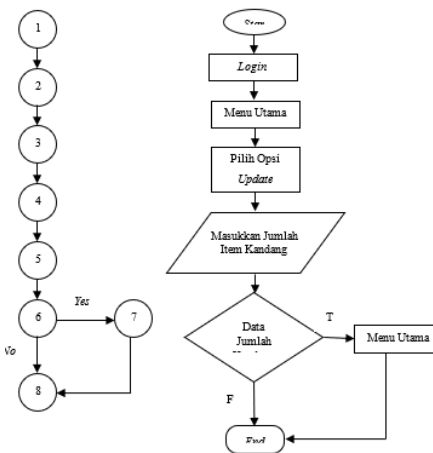 1
2
3
4
5
6
Yes
7
8
Login
Menu Utama
Pilih Opsi
Update
Masukkan Jumlah
Item Kandang
Data
Jumlah
T
Menu Utama
F
End